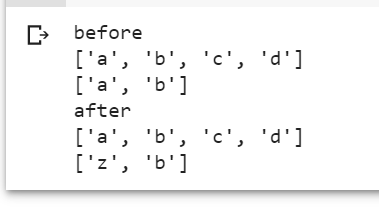 before
['a', 'b', 'c', 'd']
['a', 'b']
after
['a', 'b', 'c', 'd']
['z', 'b']